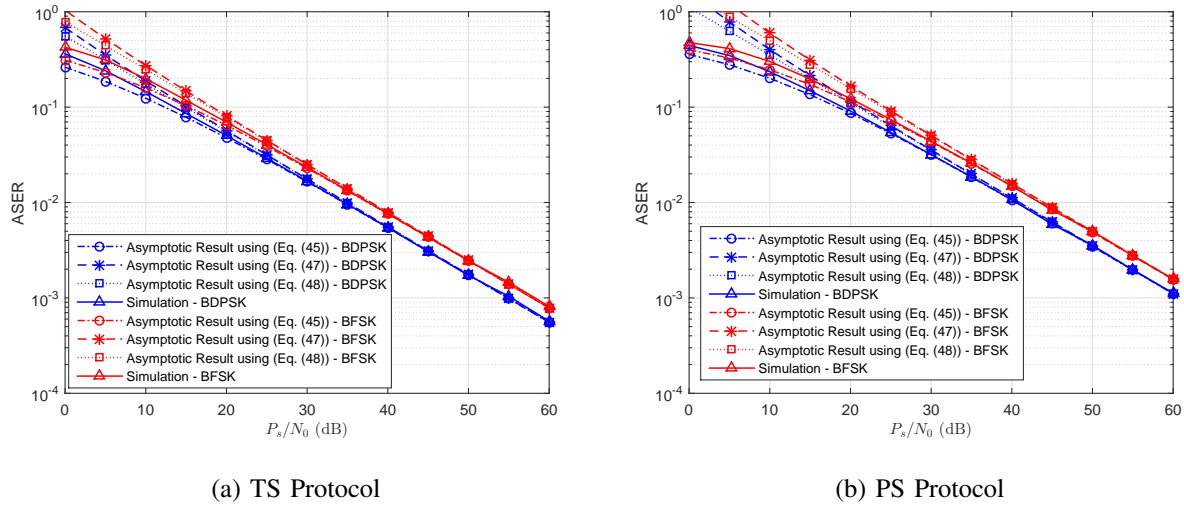 10^0
10^-1
10^-2
10^-3
10^-4
ASER
Asymptotic Result using (Eq. (45)) - BDPSK
Asymptotic Result using (Eq. (47)) - BDPSK
Asymptotic Result using (Eq. (48)) - BDPSK
Simulation - BDPSK
Asymptotic Result using (Eq. (45)) - BFSK
Asymptotic Result using (Eq. (47)) - BFSK
Asymptotic Result using (Eq. (48)) - BFSK
Simulation - BFSK
0 10 20 30 40 50 60
P_s/N_0 (dB)
(a) TS Protocol
10^0
10^-1
10^-2
10^-3
10^-4
ASER
Asymptotic Result using (Eq. (45)) - BDPSK
Asymptotic Result using (Eq. (47)) - BDPSK
Asymptotic Result using (Eq. (48)) - BDPSK
Simulation - BDPSK
Asymptotic Result using (Eq. (45)) - BFSK
Asymptotic Result using (Eq. (47)) - BFSK
Asymptotic Result using (Eq. (48)) - BFSK
Simulation - BFSK
0 10 20 30 40 50 60
P_s/N_0 (dB)
(b) PS Protocol